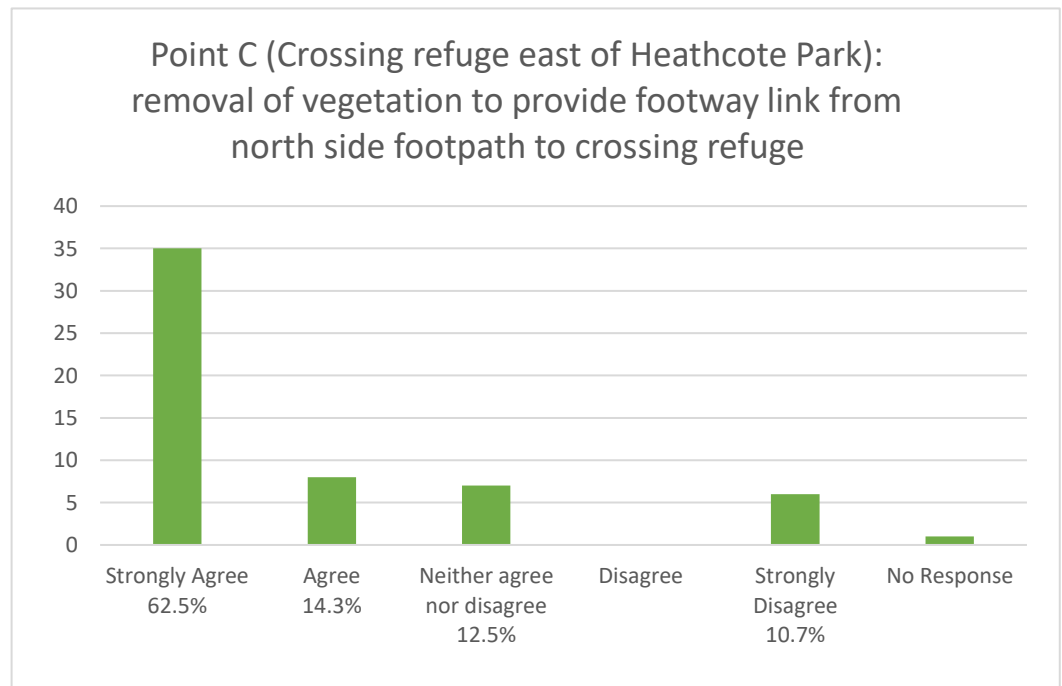 Point C (Crossing refuge east of Heathcote Park):
removal of vegetation to provide footway link from
north side footpath to crossing refuge
40
35
30
25
20
15
10
5
0
Strongly Agree
62.5%
Agree
14.3%
Neither agree
nor disagree
12.5%
Disagree
Strongly
Disagree
10.7%
No Response